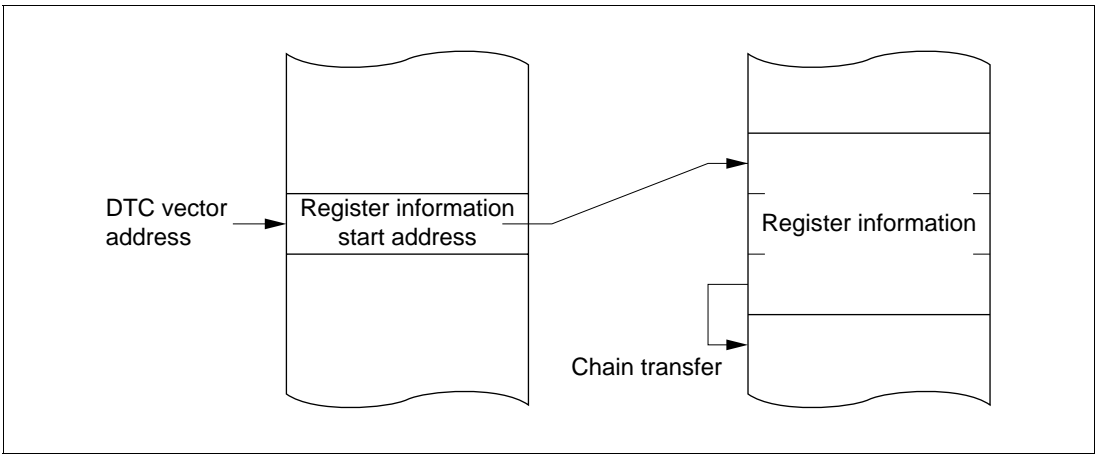 DTC vector
address
Register information
start address
Register information
Chain transfer